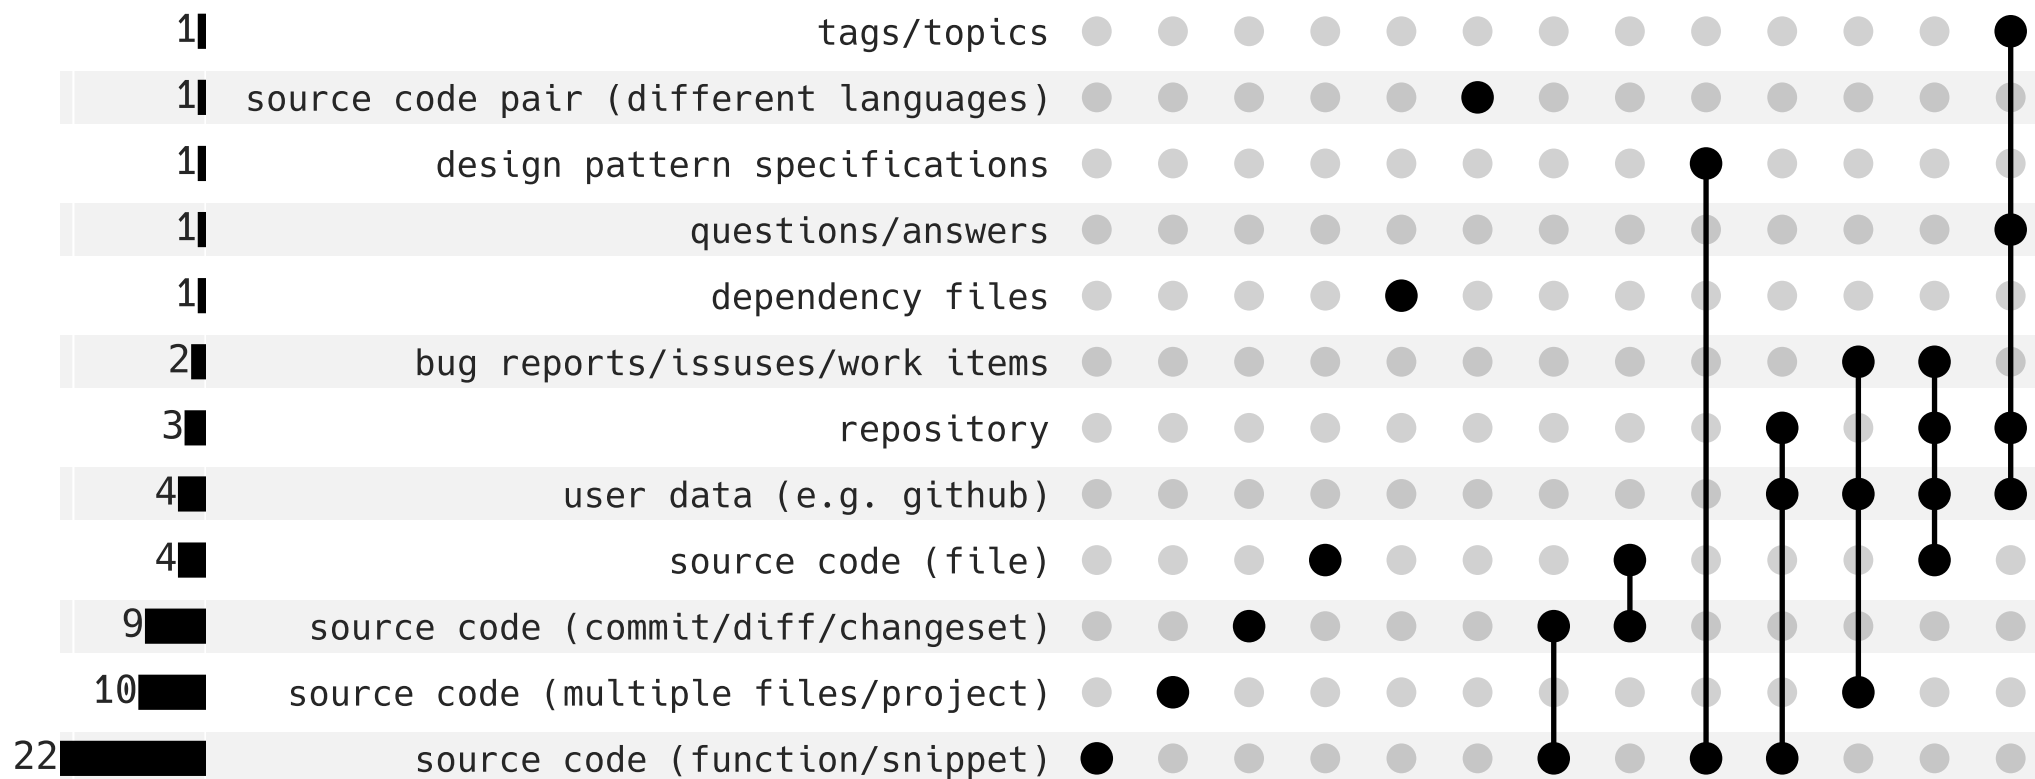 1 tags/topics
1 source code pair (different languages)
1 design pattern specifications
1 questions/answers
1 dependency files
2 bug reports/issuses/work items
3 repository
4 user data (e.g. github)
4 source code (file)
9 source code (commit/diff/changeset)
10 source code (multiple files/project)
22 source code (function/snippet)